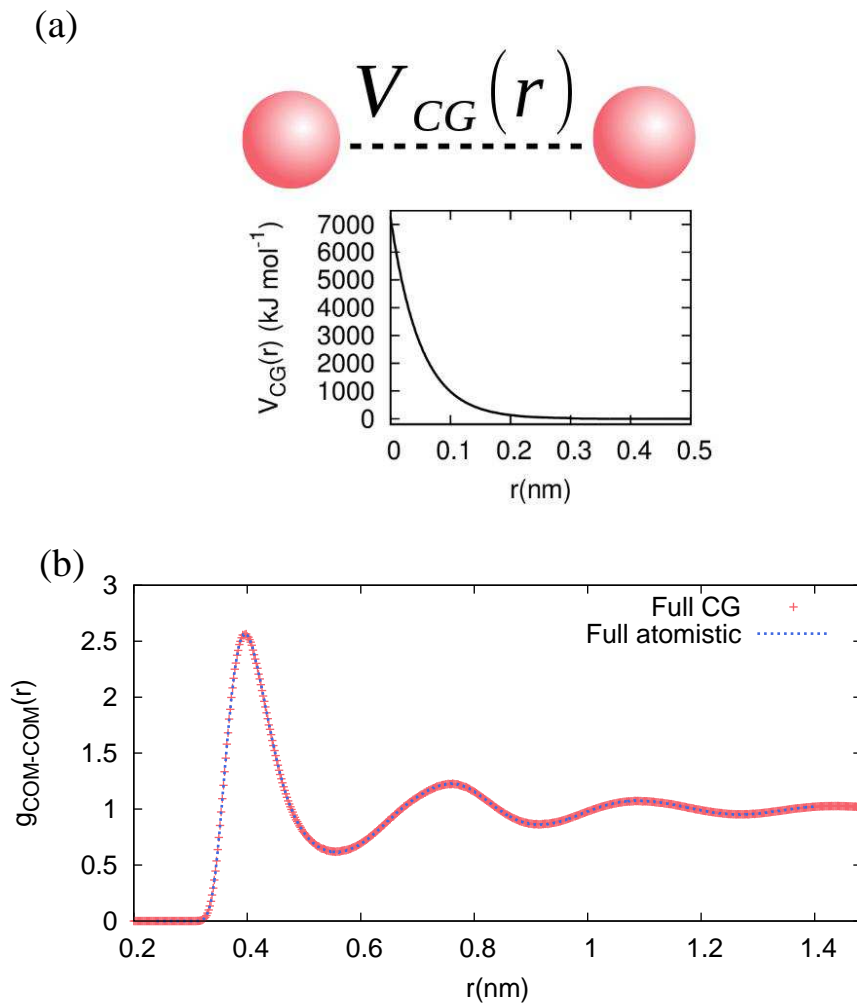 (a)
V_CG(r)
V_CG(r) (kJ mol⁻¹)
7000
6000
5000
4000
3000
2000
1000
0
0 0.1 0.2 0.3 0.4 0.5
r(nm)
(b)
g_COM-COM(r)
3
2.5
2
1.5
1
0.5
0
Full CG
Full atomistic
0.2 0.4 0.6 0.8 1 1.2 1.4
r(nm)